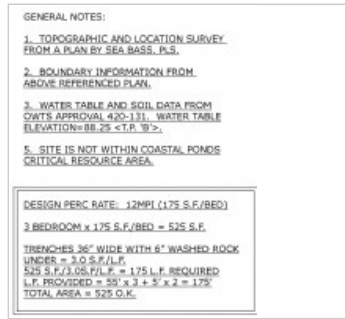 GENERAL NOTES:
1. TOPOGRAPHIC AND LOCATION SURVEY
FROM A PLAN BY SEA BASS, PLS.
2. BOUNDARY INFORMATION FROM
ABOVE REFERENCED PLAN.
3. WATER TABLE AND SOIL DATA FROM
OWTS APPROVAL 420-131. WATER TABLE
ELEVATION=88.25 <T.P. 'B'>.
5. SITE IS NOT WITHIN COASTAL PONDS
CRITICAL RESOURCE AREA.
DESIGN PERC RATE: 12MPI (175 S.F./BED)
3 BEDROOM x 175 S.F./BED = 525 S.F.
TRENCHES 36" WIDE WITH 6" WASHED ROCK
UNDER = 3.0 S.F./L.F.
525 S.F./3.0S.F/L.F. = 175 L.F. REQUIRED
L.F. PROVIDED = 55' x 3 + 5' x 2 = 175'
TOTAL AREA = 525 O.K.